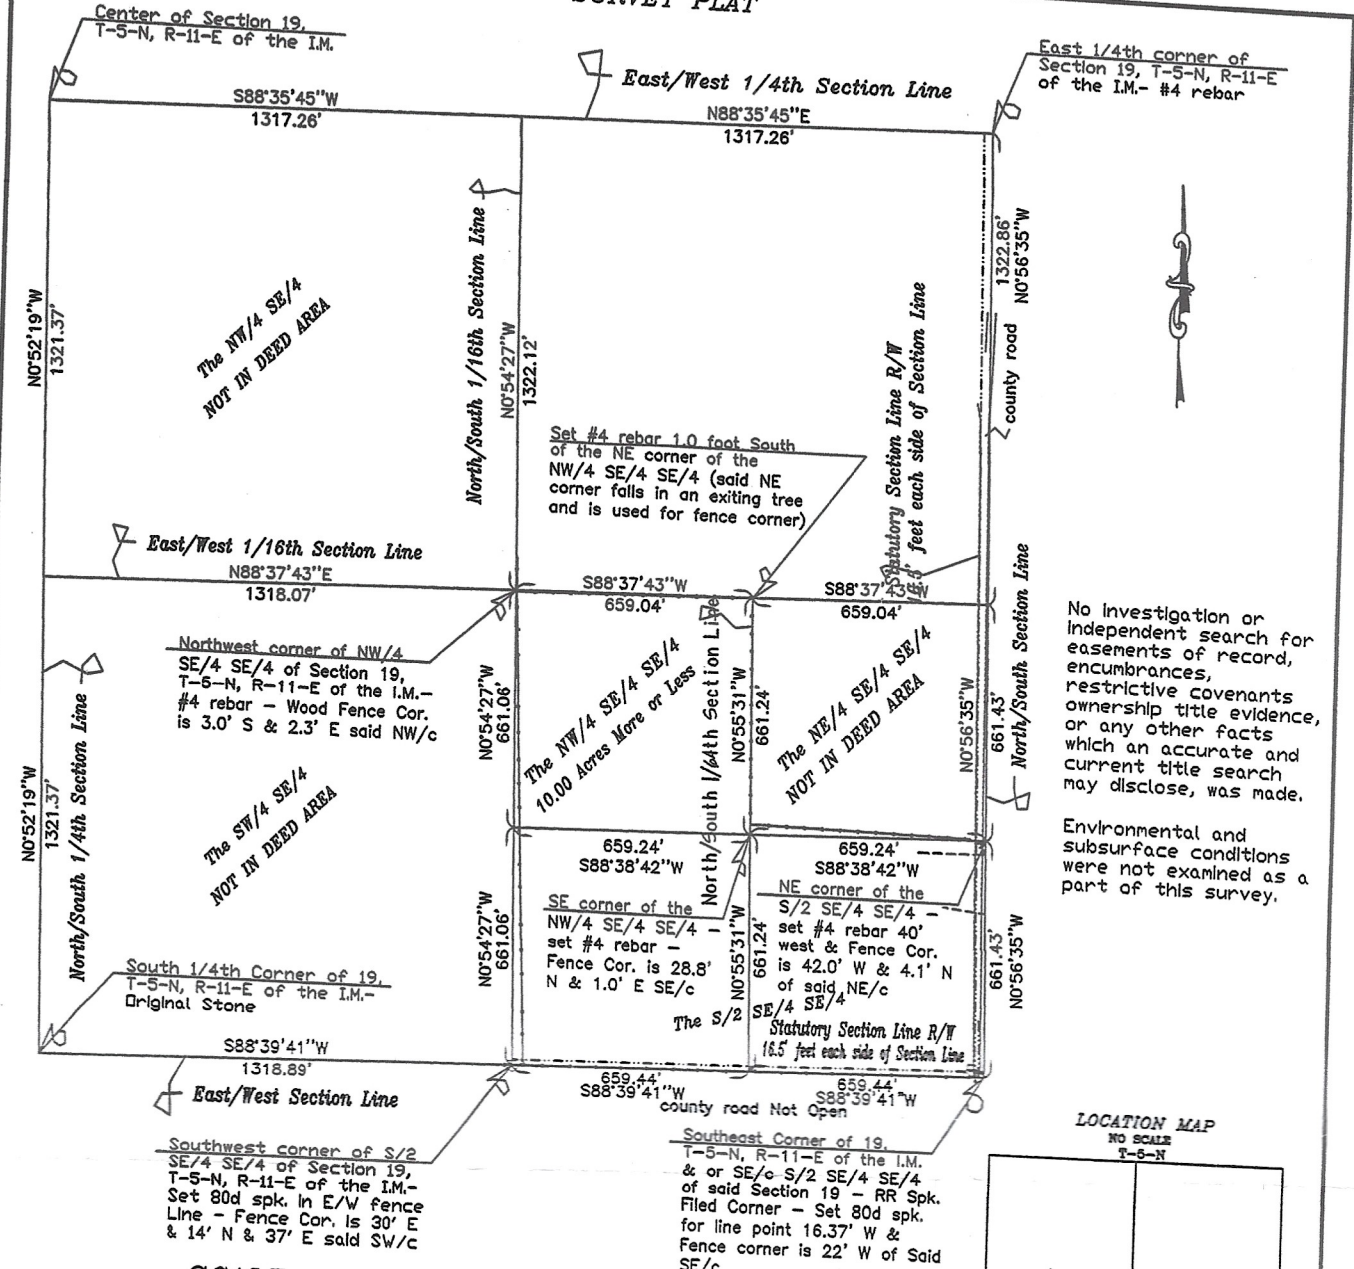 SURVEY PLAT
Center of Section 19,
T-5-N, R-11-E of the I.M.
East/West 1/4th Section Line
East 1/4th corner of
Section 19, T-5-N, R-11-E
of the I.M.- #4 rebar
S88°35'45"W
1317.26'
N88°35'45"E
1317.26'
North/South 1/16th Section Line
N0°54'27"W
1322.12'
N0°52'19"W
1321.37'
The NW/4 SE/4
NOT IN DEED AREA
1322.86'
N0°56'35"W
county road
Statutory Section Line R/W
16.5' feet each side of Section Line
Set #4 rebar 1.0 foot South
of the NE corner of the
NW/4 SE/4 SE/4 (said NE
corner falls in an exiting tree
and is used for fence corner)
East/West 1/16th Section Line
N88°37'43"E
1318.07'
S88°37'43"W
659.04'
S88°37'43"W
659.04'
Northwest corner of NW/4
SE/4 SE/4 of Section 19,
T-5-N, R-11-E of the I.M.-
#4 rebar - Wood Fence Cor.
is 3.0' S & 2.3' E said NW/c
N0°54'27"W
661.06'
The NW/4 SE/4 SE/4
10.00 Acres More or Less
North/South 1/64th Section Line
N0°55'31"W
661.24'
The NE/4 SE/4 SE/4
NOT IN DEED AREA
N0°56'35"W
661.43'
North/South Section Line
No investigation or
independent search for
easements of record,
encumbrances,
restrictive covenants
ownership title evidence,
or any other facts
which an accurate and
current title search
may disclose, was made.
Environmental and
subsurface conditions
were not examined as a
part of this survey.
N0°52'19"W
1321.37'
North/South 1/4th Section Line
The SW/4 SE/4
NOT IN DEED AREA
659.24'
S88°38'42"W
659.24'
S88°38'42"W
N0°54'27"W
661.06'
SE corner of the
NW/4 SE/4 SE/4 -
set #4 rebar -
Fence Cor. is 28.8'
N & 1.0' E SE/c
N0°55'31"W
661.24'
NE corner of the
S/2 SE/4 SE/4 -
set #4 rebar 40'
west & Fence Cor.
is 42.0' W & 4.1' N
of said NE/c
661.43'
N0°56'35"W
The S/2 SE/4 SE/4
Statutory Section Line R/W
16.5' feet each side of Section Line
South 1/4th Corner of 19,
T-5-N, R-11-E of the I.M.-
Original Stone
S88°39'41"W
1318.89'
East/West Section Line
659.44'
S88°39'41"W
659.44'
S88°39'41"W
county road Not Open
Southwest corner of S/2
SE/4 SE/4 of Section 19,
T-5-N, R-11-E of the I.M.-
Set 80d spk. in E/W fence
Line - Fence Cor. is 30' E
& 14' N & 37' E said SW/c
Southeast Corner of 19,
T-5-N, R-11-E of the I.M.
& or SE/c S/2 SE/4 SE/4
of said Section 19 - RR Spk.
Filed Corner - Set 80d spk.
for line point 16.37' W &
Fence corner is 22' W of Said
SE/c
LOCATION MAP
NO SCALE
T-5-N